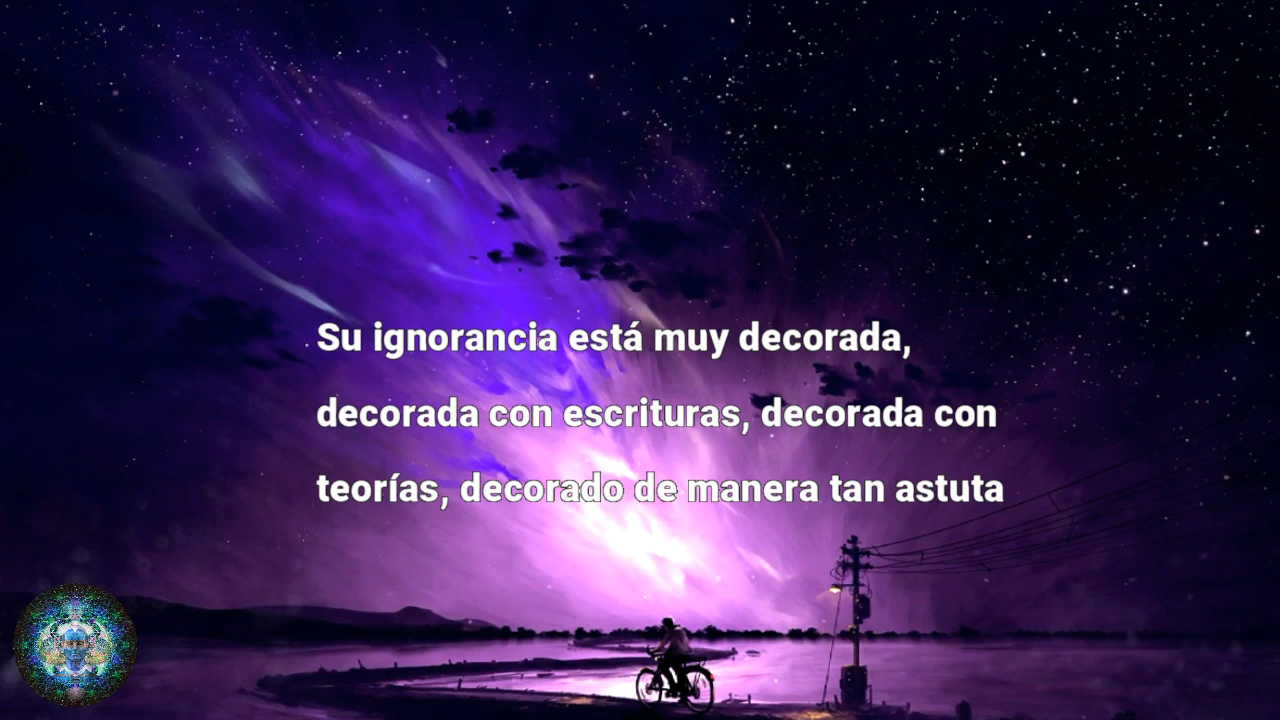 Su ignorancia está muy decorada,
decorada con escrituras, decorada con
teorías, decorado de manera tan astuta